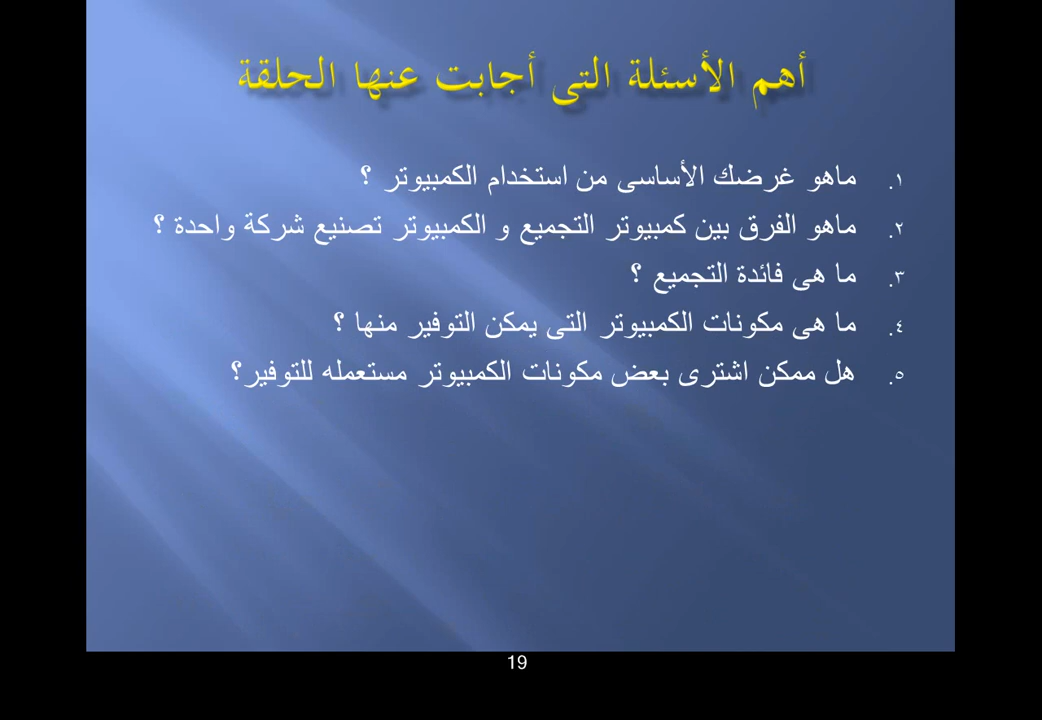 أهم الأسئلة التى أجابت عنها الحلقة
١. ماهو غرضك الأساسى من استخدام الكمبيوتر ؟
٢. ماهو الفرق بين كمبيوتر التجميع و الكمبيوتر تصنيع شركة واحدة ؟
٣. ما هى فائدة التجميع ؟
٤. ما هى مكونات الكمبيوتر التى يمكن التوفير منها ؟
٥. هل ممكن اشترى بعض مكونات الكمبيوتر مستعمله للتوفير؟
19